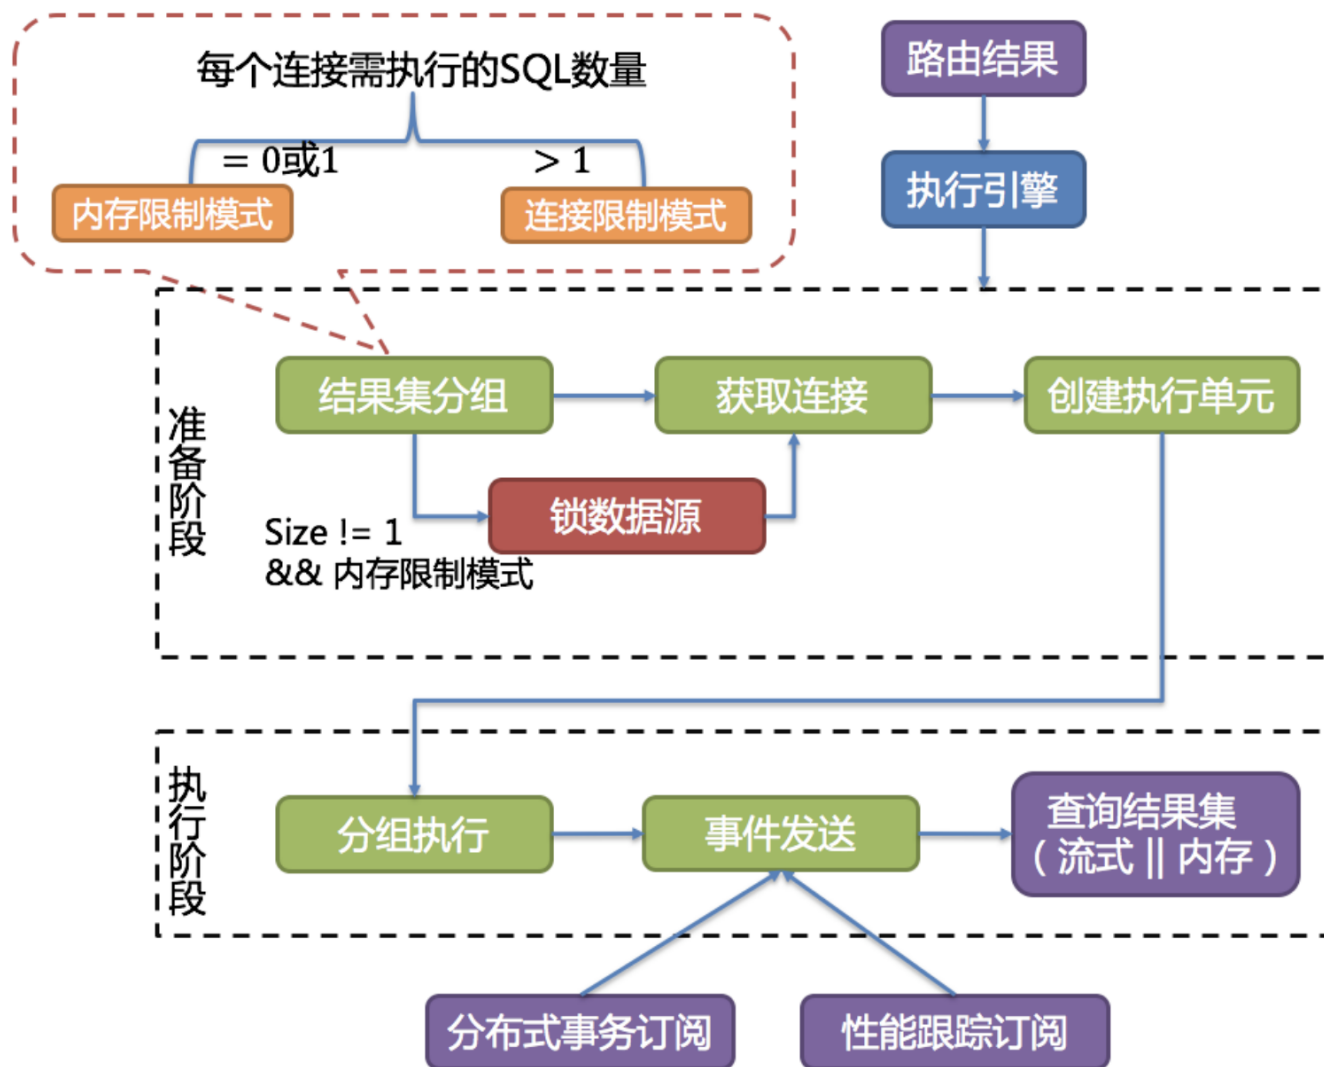 每个连接需执行的SQL数量
= 0或1
> 1
内存限制模式
连接限制模式
路由结果
执行引擎
准备阶段
结果集分组
获取连接
创建执行单元
锁数据源
Size != 1
&& 内存限制模式
执行阶段
分组执行
事件发送
查询结果集
（流式 || 内存）
分布式事务订阅
性能跟踪订阅